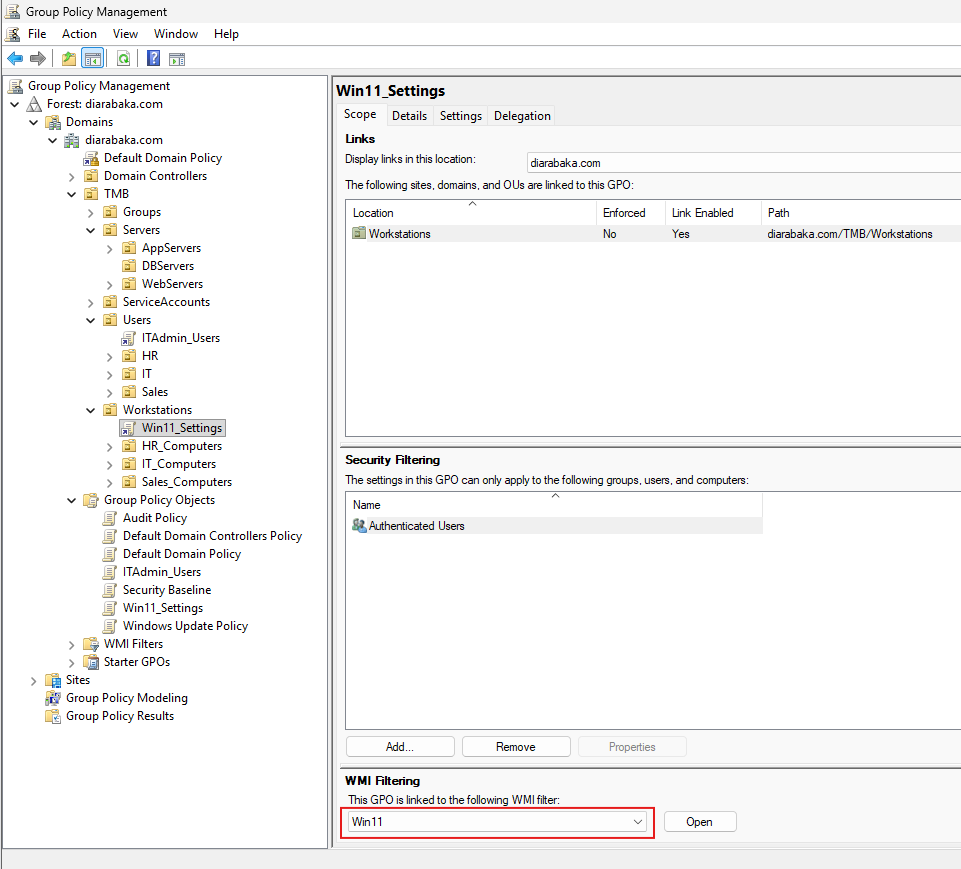 Group Policy Management
File Action View Window Help
Group Policy Management
Forest: diarabaka.com
Domains
diarabaka.com
Default Domain Policy
Domain Controllers
TMB
Groups
Servers
AppServers
DBServers
WebServers
ServiceAccounts
Users
ITAdmin_Users
HR
IT
Sales
Workstations
Win11_Settings
HR_Computers
IT_Computers
Sales_Computers
Group Policy Objects
Audit Policy
Default Domain Controllers Policy
Default Domain Policy
ITAdmin_Users
Security Baseline
Win11_Settings
Windows Update Policy
WMI Filters
Starter GPOs
Sites
Group Policy Modeling
Group Policy Results
Win11_Settings
Scope Details Settings Delegation
Links
Display links in this location: diarabaka.com
The following sites, domains, and OUs are linked to this GPO:
Location Enforced Link Enabled Path
Workstations No Yes diarabaka.com/TMB/Workstations
Security Filtering
The settings in this GPO can only apply to the following groups, users, and computers:
Name
Authenticated Users
Add... Remove Properties
WMI Filtering
This GPO is linked to the following WMI filter:
Win11 Open